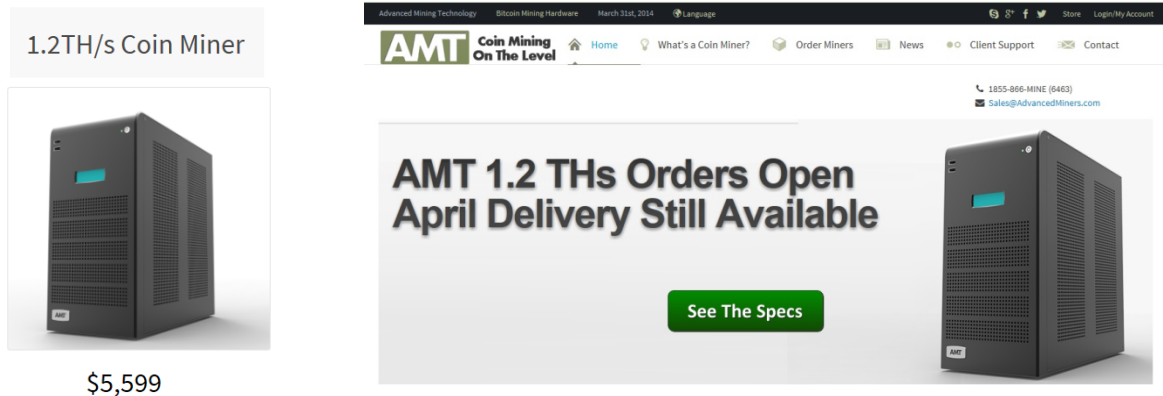 1.2TH/s Coin Miner
AMT
$5,599
Advanced Mining Technology Bitcoin Mining Hardware March 31st, 2014 Language Store Login/My Account
AMT Coin Mining On The Level
Home What's a Coin Miner? Order Miners News Client Support Contact
1855-866-MINE (6463)
Sales@AdvancedMiners.com
AMT 1.2 THs Orders Open
April Delivery Still Available
See The Specs
AMT